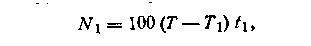 N₁ = 100 (T — T₁) t₁,